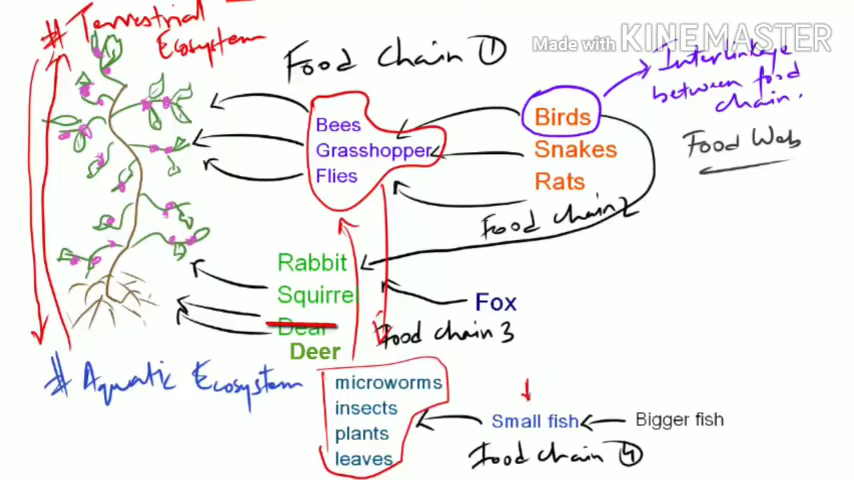 # Terrestrial
Ecosystem
Food chain ①
Made with KINEMASTER
Interlinkeye
between food
chain.
Food Web
Bees
Grasshopper
Flies
Birds
Snakes
Rats
Food chain 2
Rabbit
Squirrel
Dear
Deer
Fox
Food chain 3
# Aquatic Ecosystem
microworms
insects
plants
leaves
Small fish
Bigger fish
Food chain ④